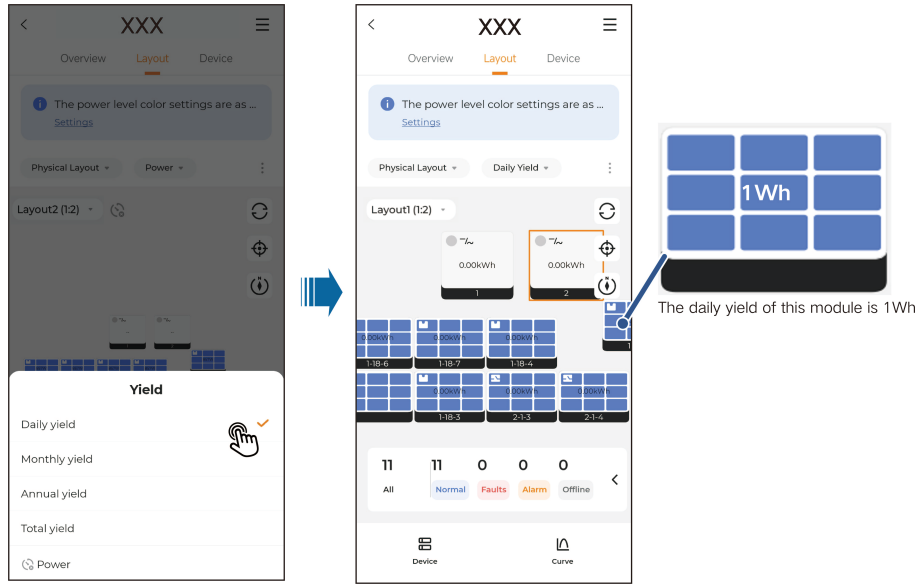 XXX
Overview Layout Device
The power level color settings are as ...
Settings
Physical Layout Power
Layout2 (1:2)
N
Yield
Daily yield
Monthly yield
Annual yield
Total yield
Power
XXX
Overview Layout Device
The power level color settings are as ...
Settings
Physical Layout Daily Yield
Layout1 (1:2)
0.00kWh 0.00kWh
N
1 2
1
0.00kWh 0.00kWh 0.00kWh
1-18-6 1-18-7 1-18-4
0.00kWh 0.00kWh 0.00kWh
1-18-3 2-1-3 2-1-4
11 11 0 0 0
All Normal Faults Alarm Offline
Device Curve
1 Wh
The daily yield of this module is 1Wh